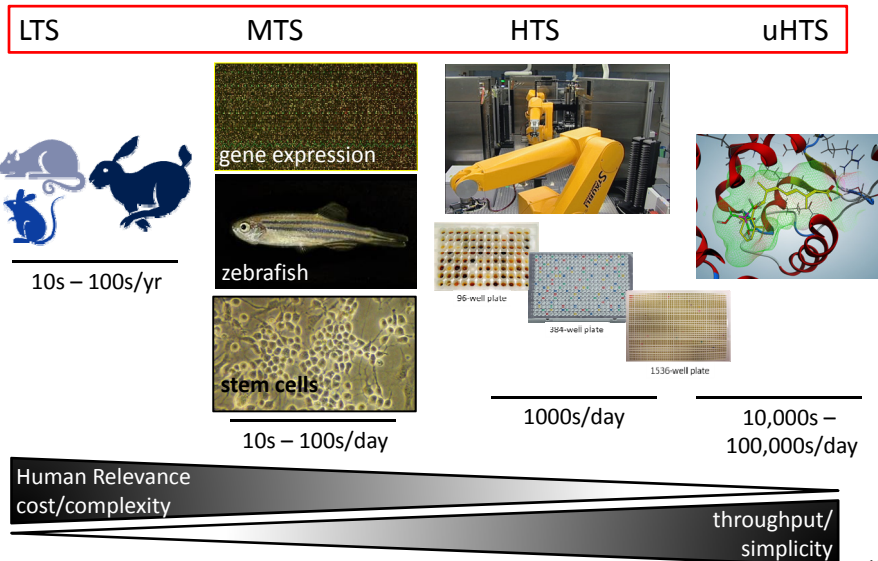 LTS
MTS
HTS
uHTS
gene expression
zebrafish
stem cells
STÄUBLI
96-well plate
384-well plate
1536-well plate
10s – 100s/yr
10s – 100s/day
1000s/day
10,000s –
100,000s/day
Human Relevance
cost/complexity
throughput/
simplicity